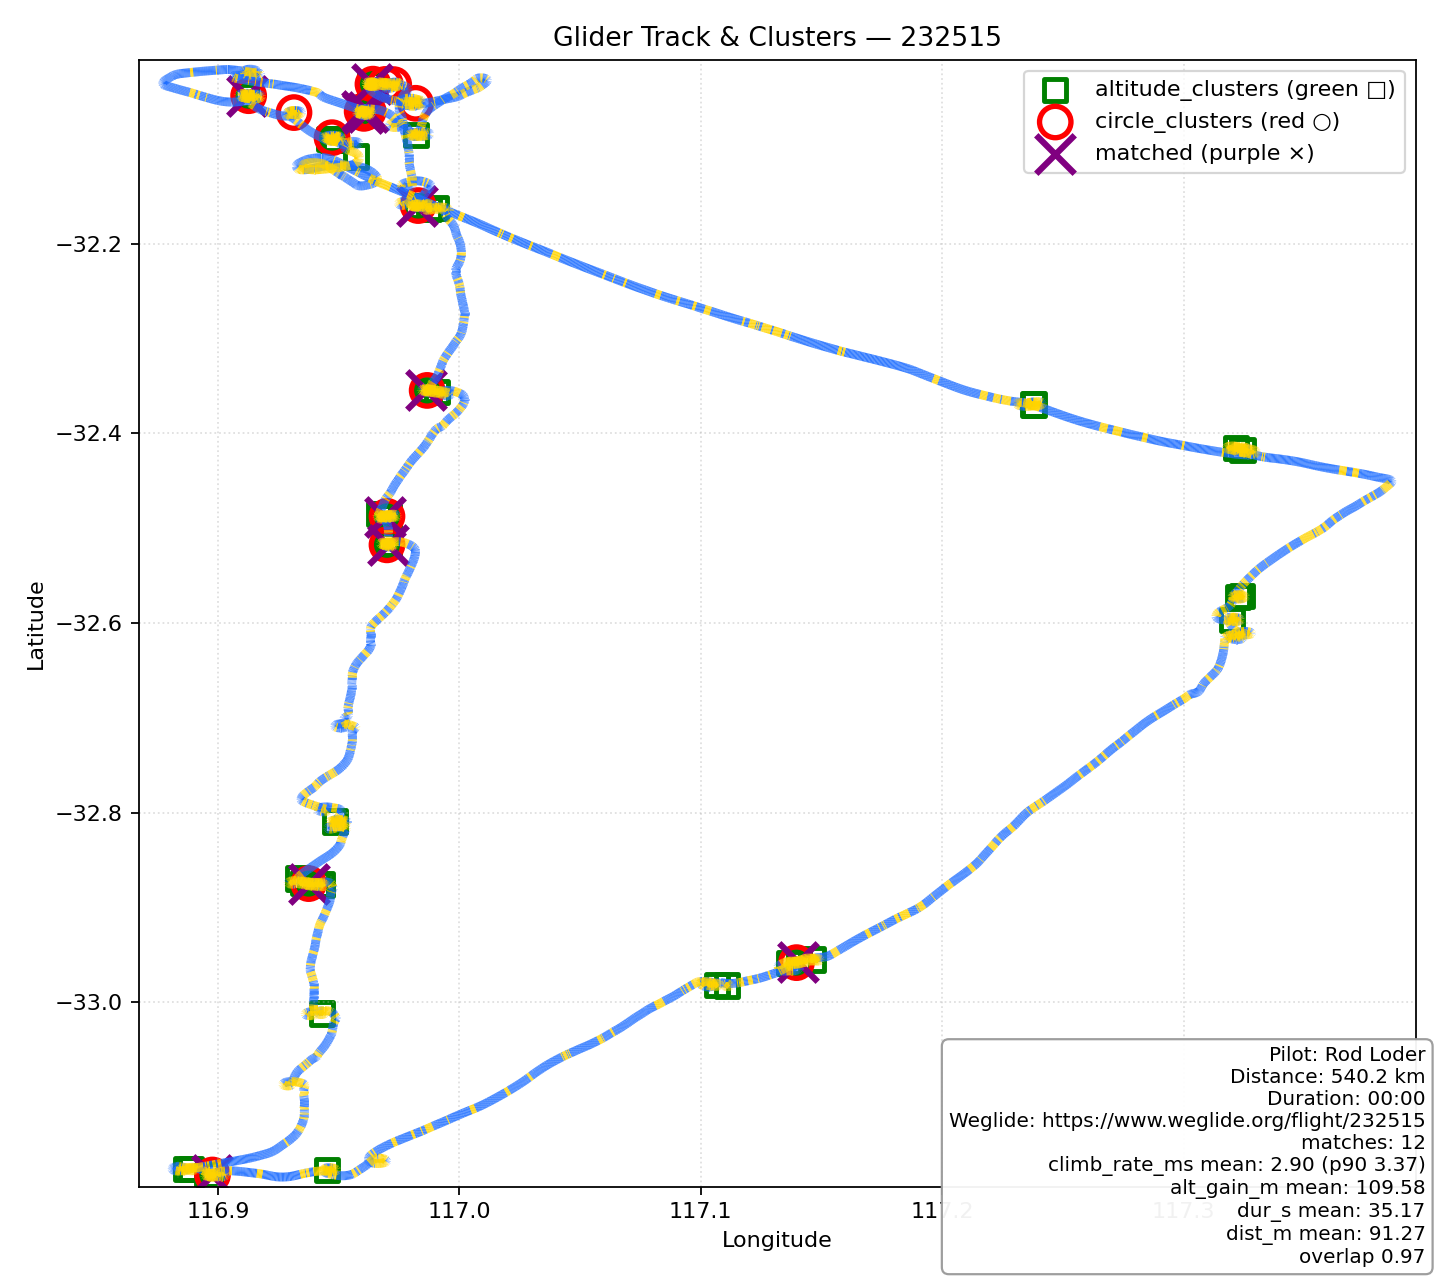 Glider Track & Clusters — 232515
altitude_clusters (green □)
circle_clusters (red ○)
matched (purple ×)
−32.2
−32.4
−32.6
−32.8
−33.0
Latitude
116.9
117.0
117.1
117.2
117.3
Longitude
Pilot: Rod Loder
Distance: 540.2 km
Duration: 00:00
Weglide: https://www.weglide.org/flight/232515
matches: 12
climb_rate_ms mean: 2.90 (p90 3.37)
alt_gain_m mean: 109.58
dur_s mean: 35.17
dist_m mean: 91.27
overlap 0.97